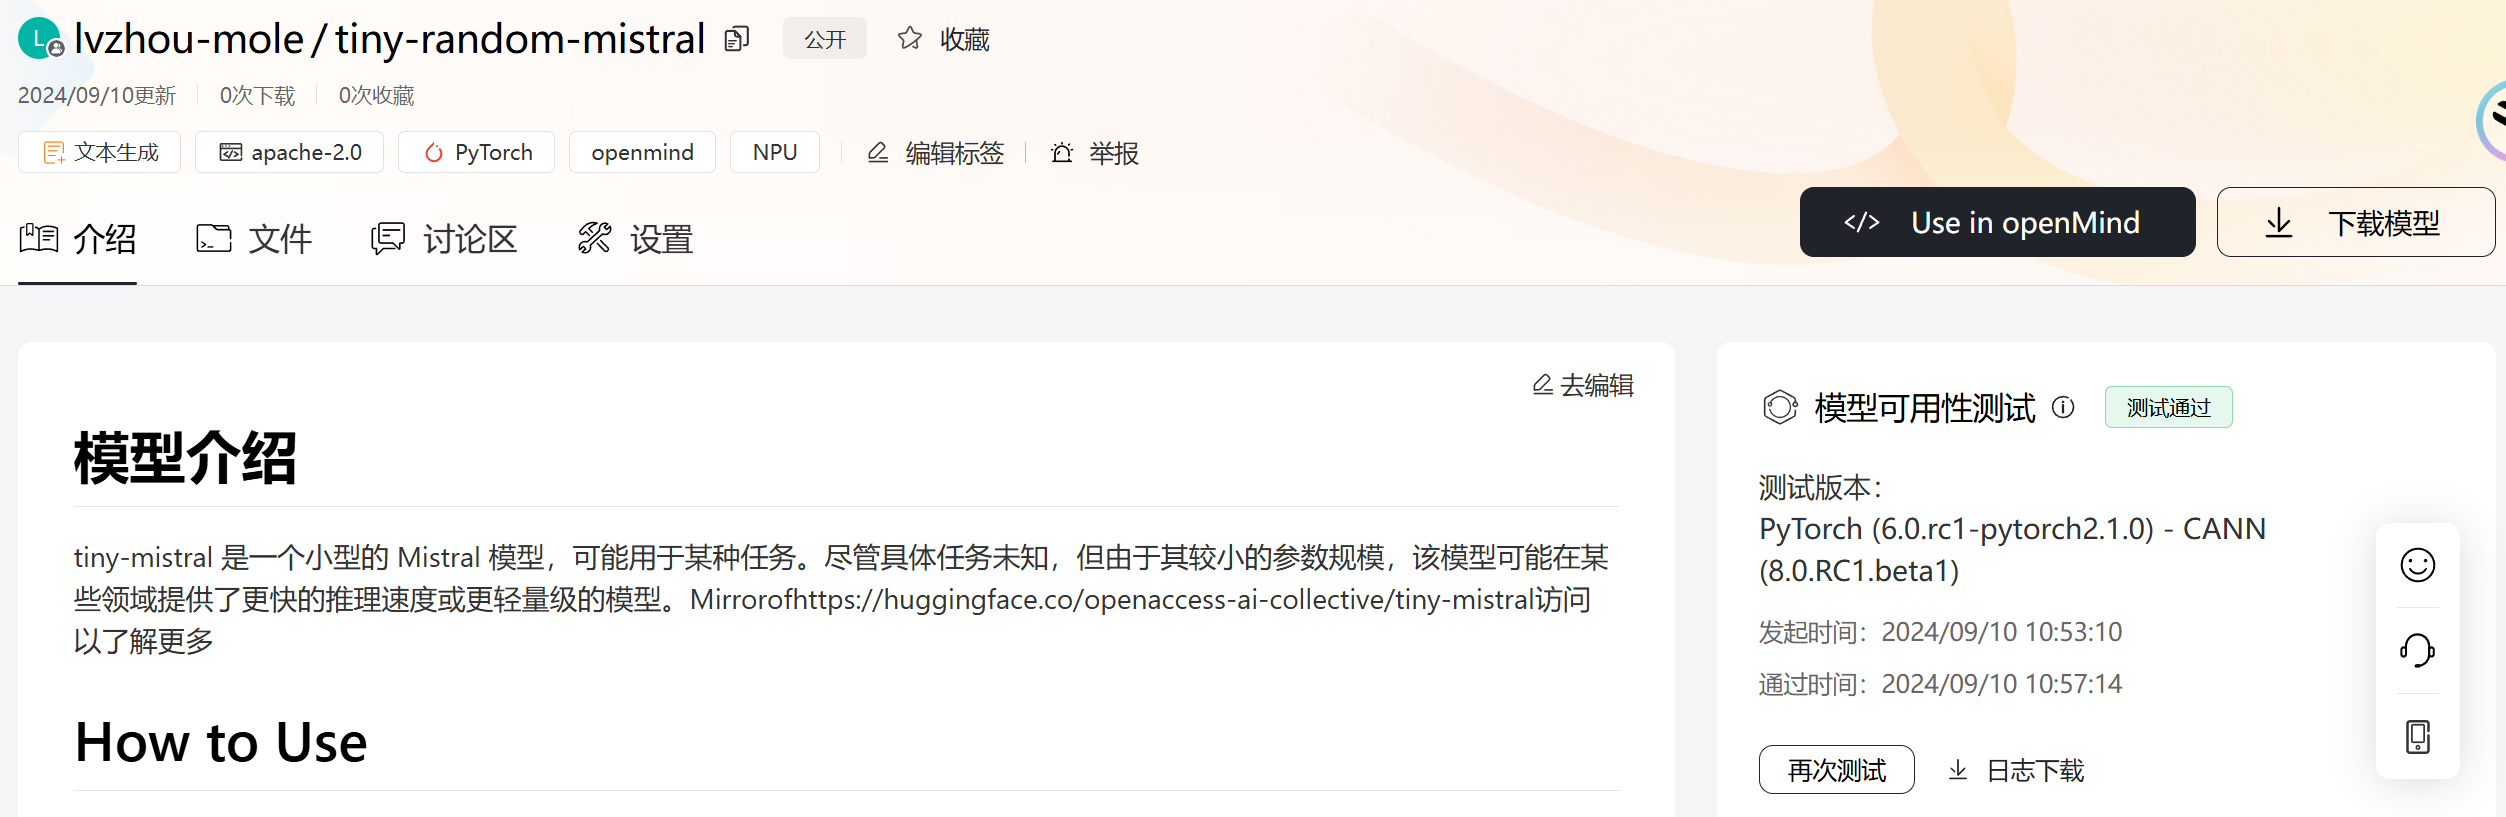 L lvzhou-mole / tiny-random-mistral 公开 收藏
2024/09/10更新 0次下载 0次收藏
文本生成 apache-2.0 PyTorch openmind NPU 编辑标签 举报
介绍 文件 讨论区 设置
Use in openMind 下载模型
去编辑
模型介绍
tiny-mistral 是一个小型的 Mistral 模型，可能用于某种任务。尽管具体任务未知，但由于其较小的参数规模，该模型可能在某
些领域提供了更快的推理速度或更轻量级的模型。Mirrorofhttps://huggingface.co/openaccess-ai-collective/tiny-mistral访问
以了解更多
How to Use
模型可用性测试 测试通过
测试版本：
PyTorch (6.0.rc1-pytorch2.1.0) - CANN
(8.0.RC1.beta1)
发起时间：2024/09/10 10:53:10
通过时间：2024/09/10 10:57:14
再次测试 日志下载